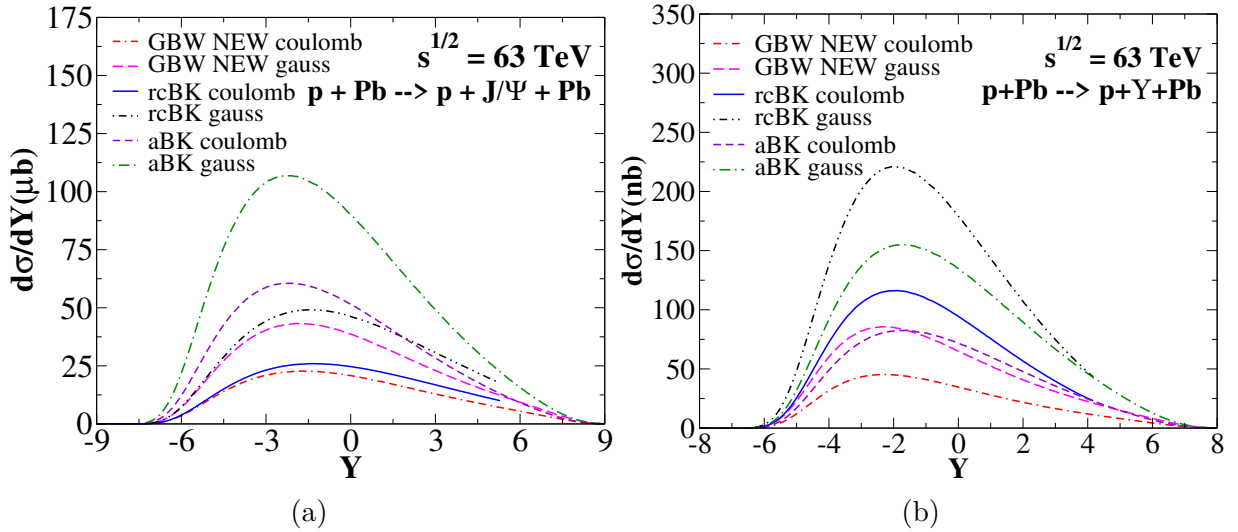 175
150
125
100
75
50
25
0
dσ/dY(μb)
GBW NEW coulomb
GBW NEW gauss
rcBK coulomb
rcBK gauss
aBK coulomb
aBK gauss
s^{1/2} = 63 TeV
p + Pb --> p + J/Ψ + Pb
-9 -6 -3 0 3 6 9
Y
(a)
350
300
250
200
150
100
50
0
dσ/dY(nb)
GBW NEW coulomb
GBW NEW gauss
rcBK coulomb
rcBK gauss
aBK coulomb
aBK gauss
s^{1/2} = 63 TeV
p+Pb --> p+ϒ+Pb
-8 -6 -4 -2 0 2 4 6 8
Y
(b)